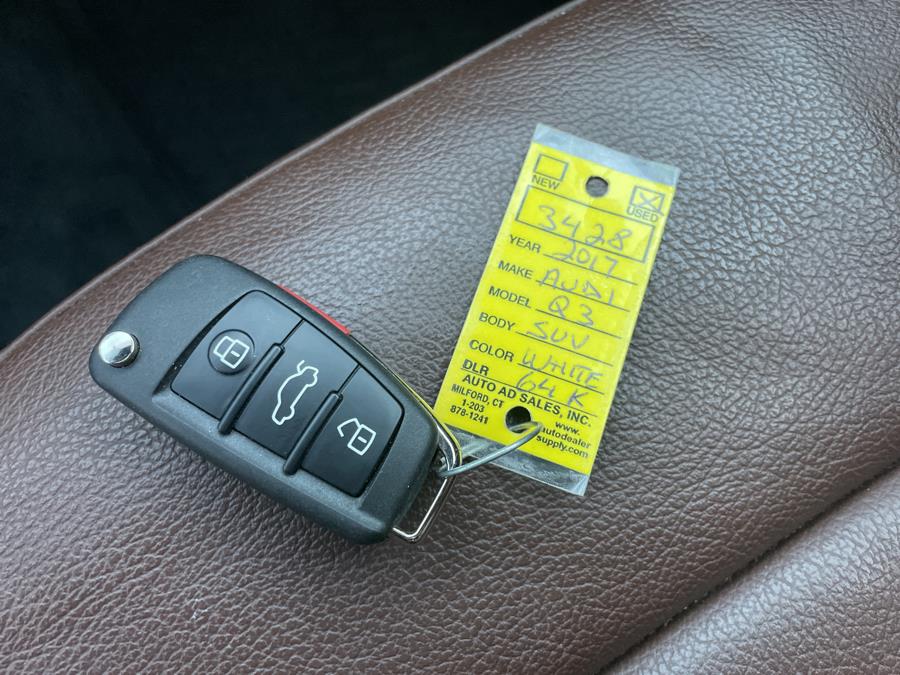 NEW
USED
3428
YEAR 2017
MAKE AUDI
MODEL Q3
BODY SUV
COLOR WHITE
DLR 64K
AUTO AD SALES, INC.
MILFORD, CT
1-203
878-1241
www.
autodealer
supply.com